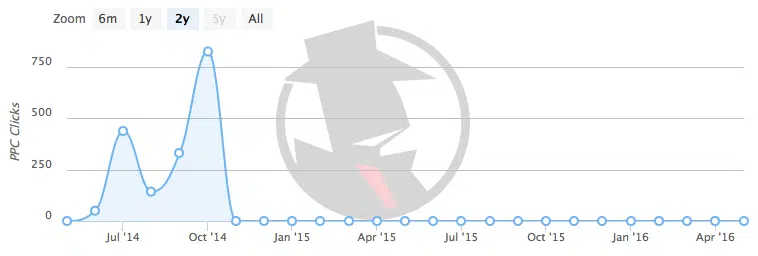 Zoom 6m 1y 2y 5y All
750
500
250
0
PPC Clicks
Jul '14 Oct '14 Jan '15 Apr '15 Jul '15 Oct '15 Jan '16 Apr '16